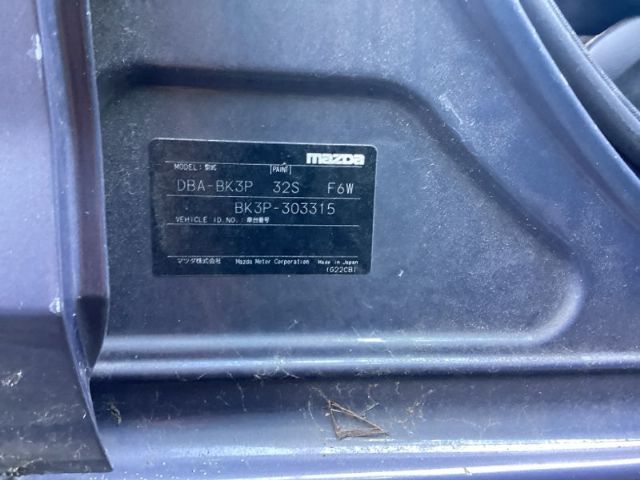 mazda
MODEL：型式 [PAINT]
DBA-BK3P 32S F6W
BK3P-303315
VEHICLE ID.NO.：車台番号
マツダ株式会社 Mazda Motor Corporation Made in Japan
(G22CB)